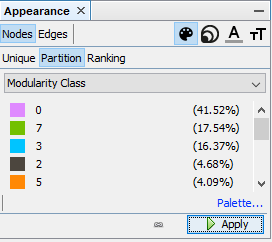 Appearance ×
Nodes Edges A тT
Unique Partition Ranking
Modularity Class
0 (41.52%)
7 (17.54%)
3 (16.37%)
2 (4.68%)
5 (4.09%)
Palette...
Apply